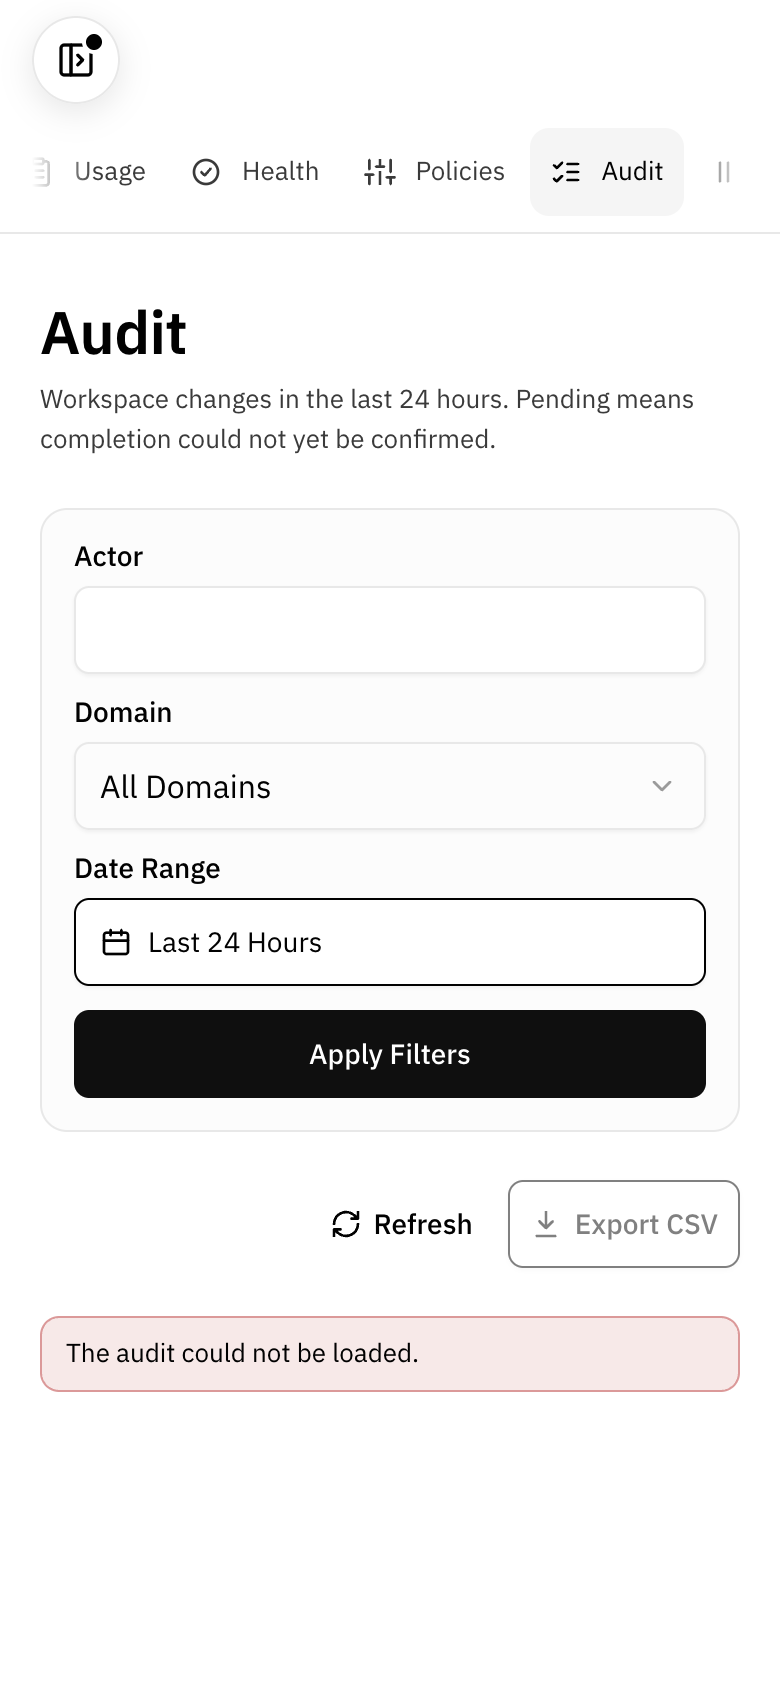 Usage
Health
Policies
Audit
Audit
Workspace changes in the last 24 hours. Pending means
completion could not yet be confirmed.
Actor
Domain
All Domains
Date Range
Last 24 Hours
Apply Filters
Refresh
Export CSV
The audit could not be loaded.